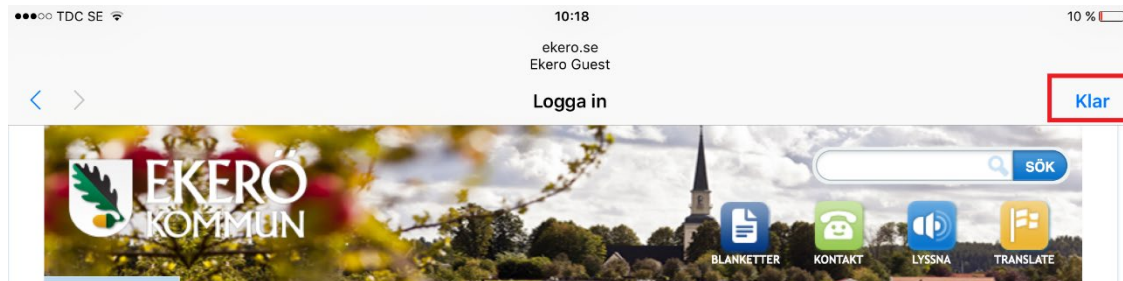 TDC SE 10:18 10 %
ekero.se
Ekero Guest
Logga in Klar
EKERÖ
KOMMUN
SÖK
BLANKETTER KONTAKT LYSSNA TRANSLATE